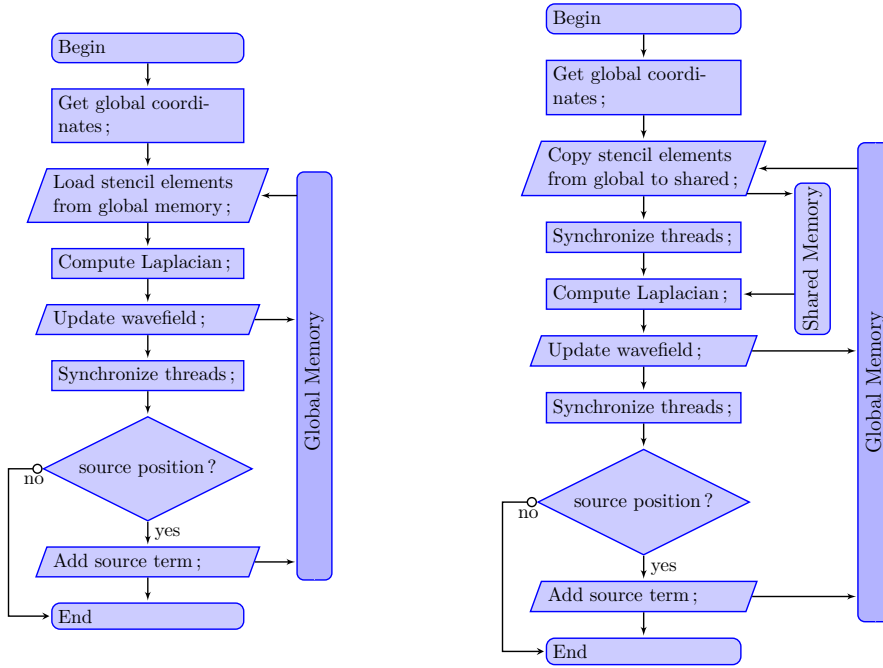 Begin
Get global coordi-
nates ;
Load stencil elements
from global memory ;
Compute Laplacian ;
Update wavefield ;
Synchronize threads ;
source position ?
no
yes
Add source term ;
End
Global Memory
Begin
Get global coordi-
nates ;
Copy stencil elements
from global to shared ;
Synchronize threads ;
Compute Laplacian ;
Update wavefield ;
Synchronize threads ;
source position ?
no
yes
Add source term ;
End
Shared Memory
Global Memory